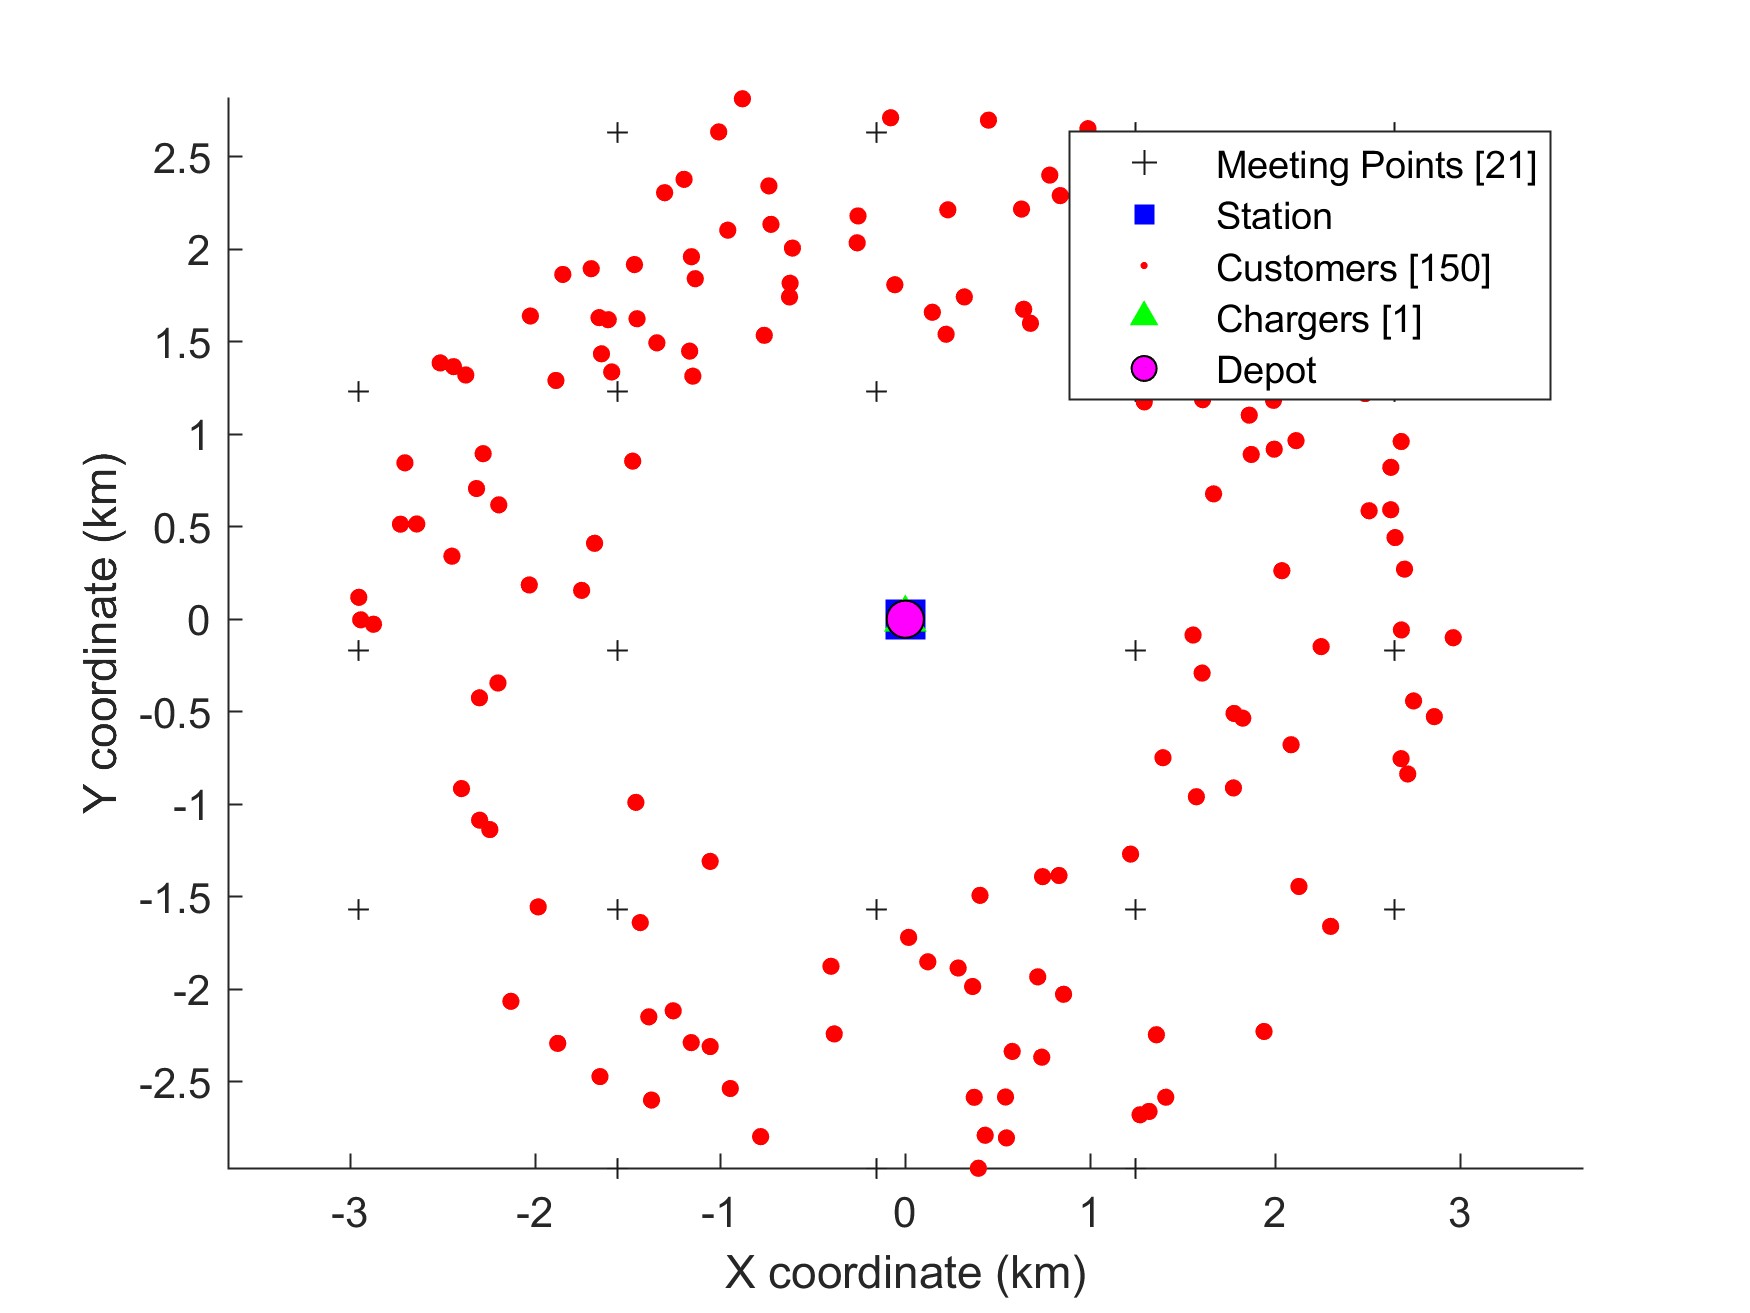 2.5
2
1.5
1
0.5
0
-0.5
-1
-1.5
-2
-2.5
Y coordinate (km)
Meeting Points [21]
Station
Customers [150]
Chargers [1]
Depot
-3 -2 -1 0 1 2 3
X coordinate (km)